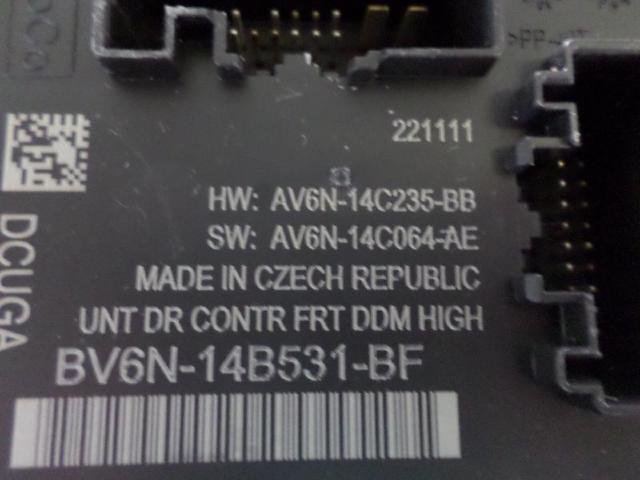 221111
HW: AV6N-14C235-BB
SW: AV6N-14C064-AE
MADE IN CZECH REPUBLIC
UNT DR CONTR FRT DDM HIGH
BV6N-14B531-BF
DCUGA